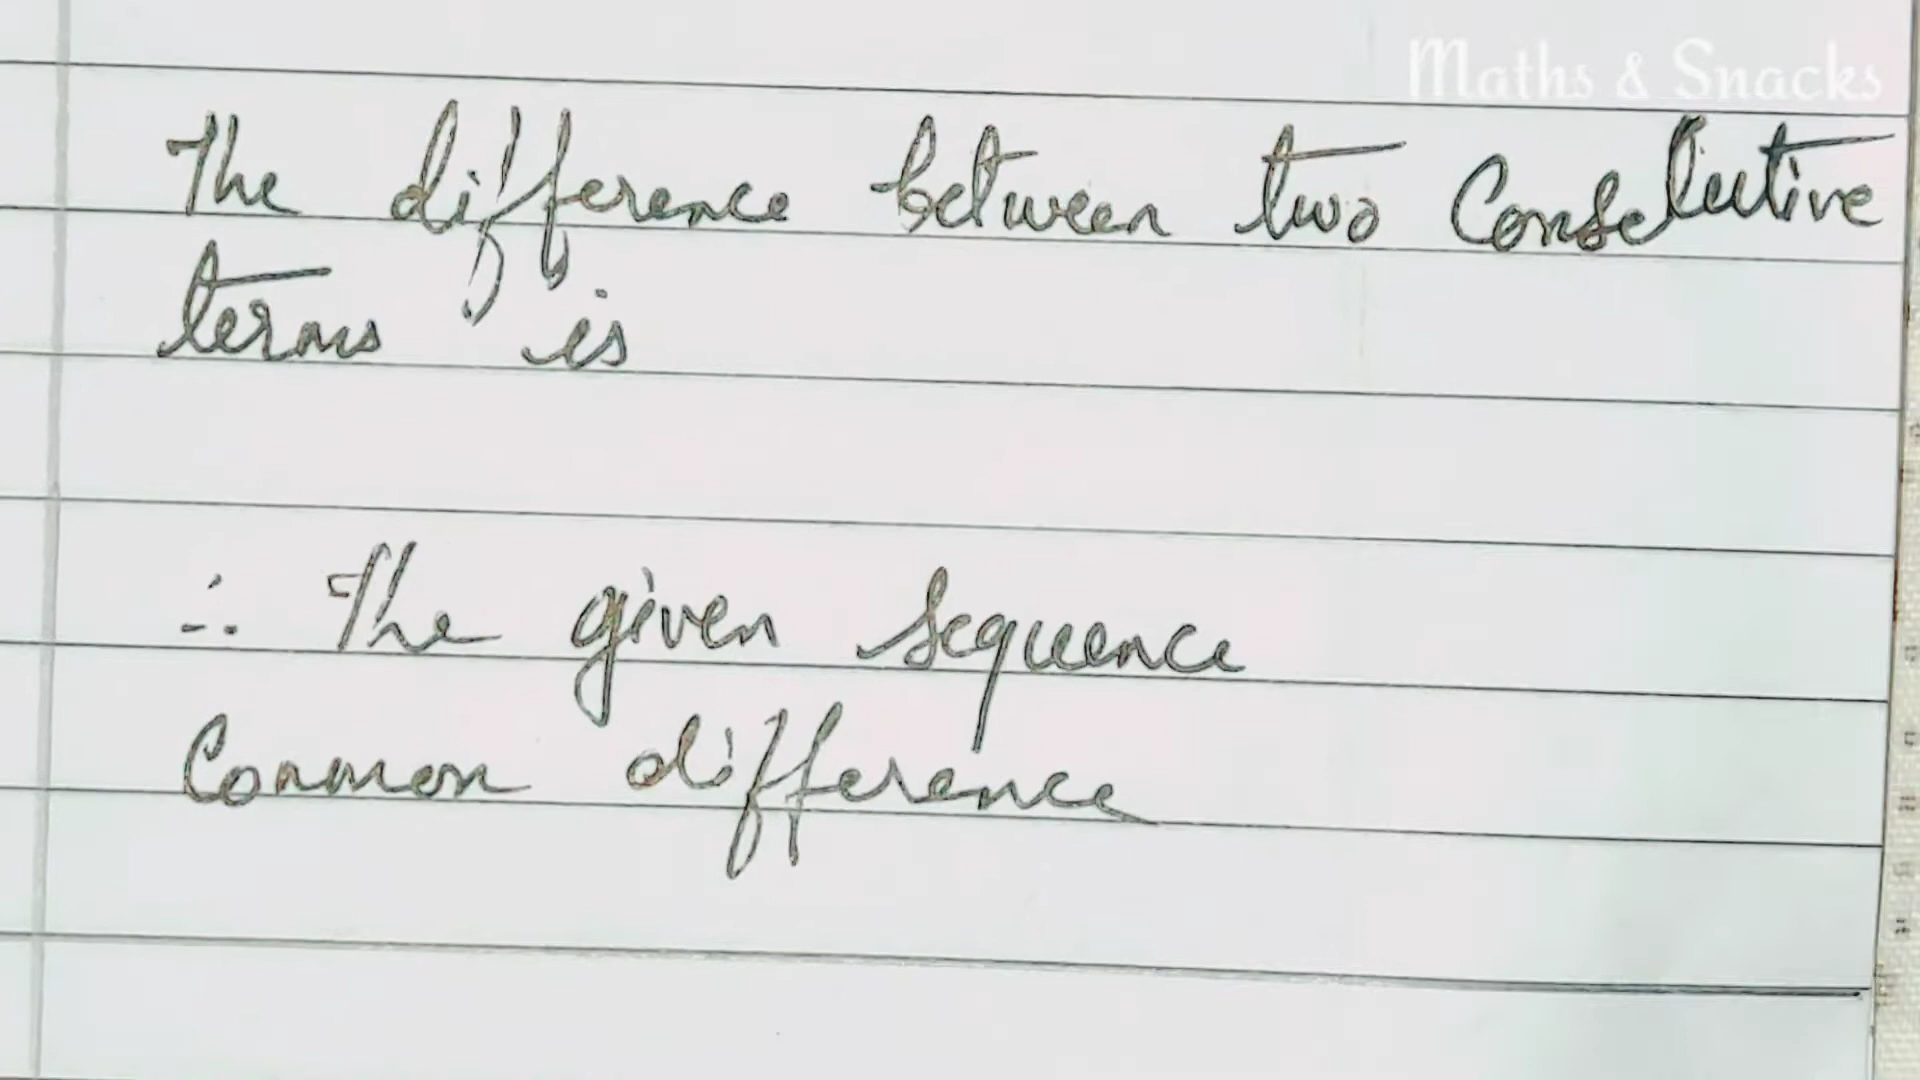 Maths & Snacks
The difference between two Consecutive
terms is
∴ The given sequence
Common difference